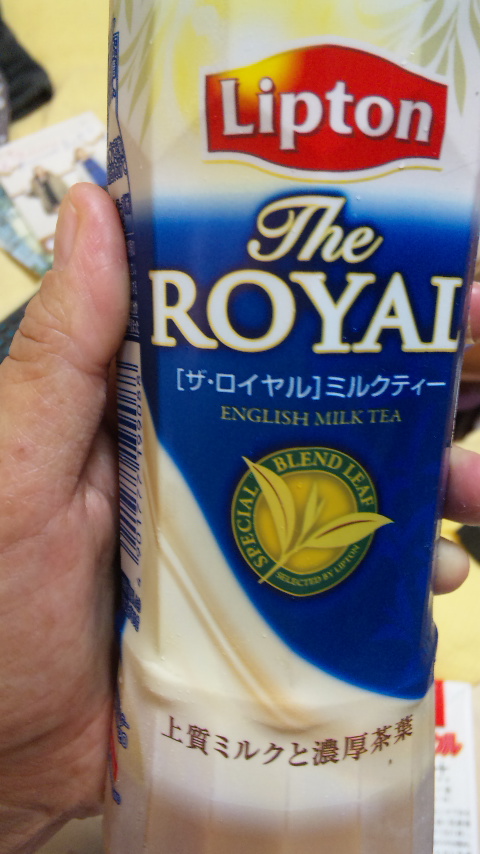 Lipton
The
ROYAL
[ザ・ロイヤル]ミルクティー
ENGLISH MILK TEA
SPECIAL BLEND LEAF
SELECTED BY LIPTON
上質ミルクと濃厚茶葉